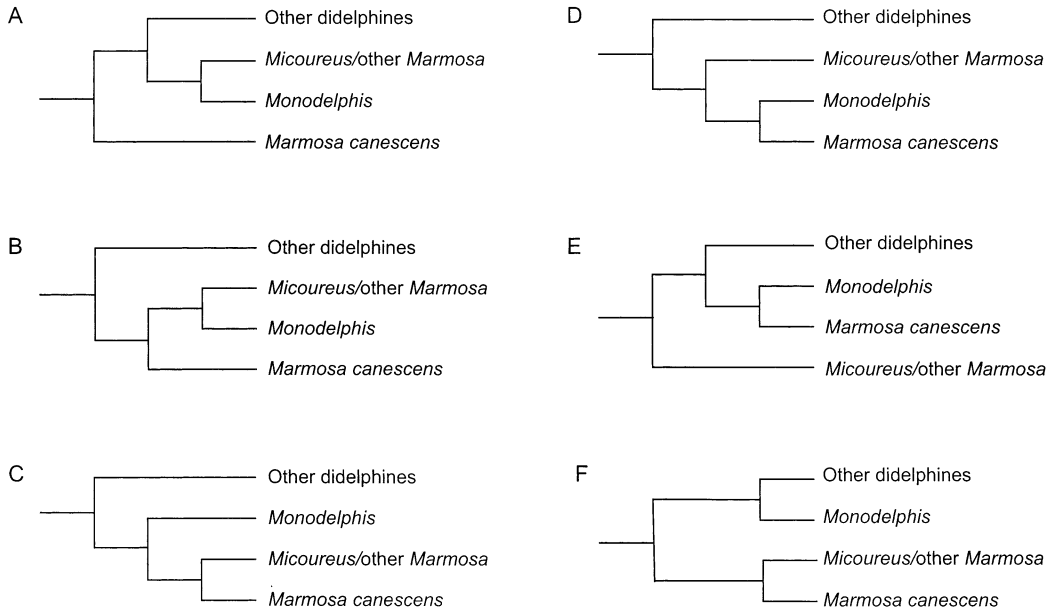 A
Other didelphines
Micoureus/other Marmosa
Monodelphis
Marmosa canescens
B
Other didelphines
Micoureus/other Marmosa
Monodelphis
Marmosa canescens
C
Other didelphines
Monodelphis
Micoureus/other Marmosa
Marmosa canescens
D
Other didelphines
Micoureus/other Marmosa
Monodelphis
Marmosa canescens
E
Other didelphines
Monodelphis
Marmosa canescens
Micoureus/other Marmosa
F
Other didelphines
Monodelphis
Micoureus/other Marmosa
Marmosa canescens